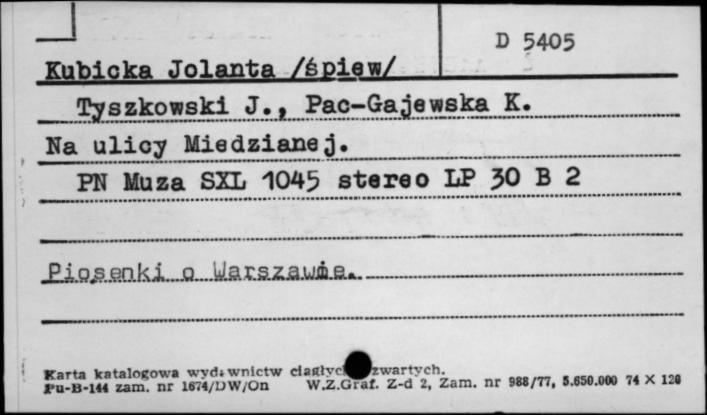 D 5405
Kubicka Jolanta /śpiew/
Tyszkowski J., Pac-Gajewska K.
Na ulicy Miedzianej.
PN Muza SXL 1045 stereo LP 30 B 2
Piosenki o Warszawie.
Karta katalogowa wydawnictw ciągłych zwartych.
Pu-B-144 zam. nr 1674/DW/On W.Z.Graf. Z-d 2, Zam. nr 988/77, 5.650.000 74 X 120